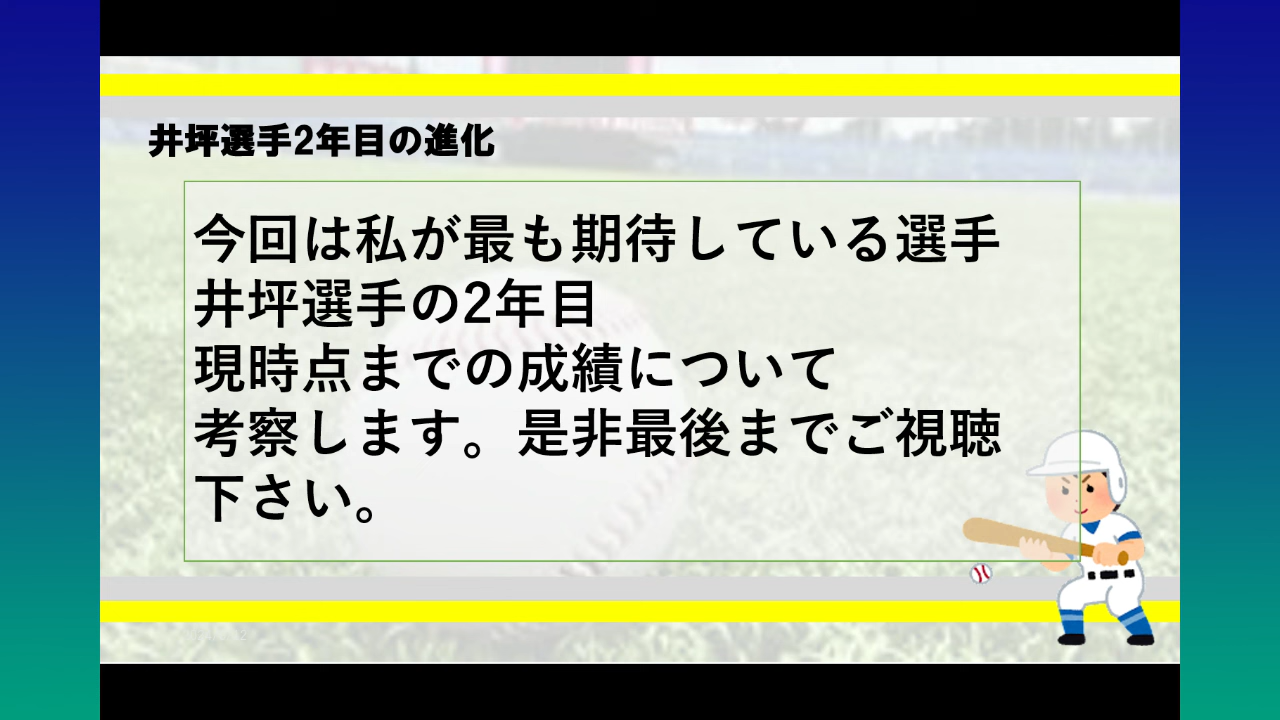 井坪選手2年目の進化
今回は私が最も期待している選手
井坪選手の2年目
現時点までの成績について
考察します。是非最後までご視聴
下さい。